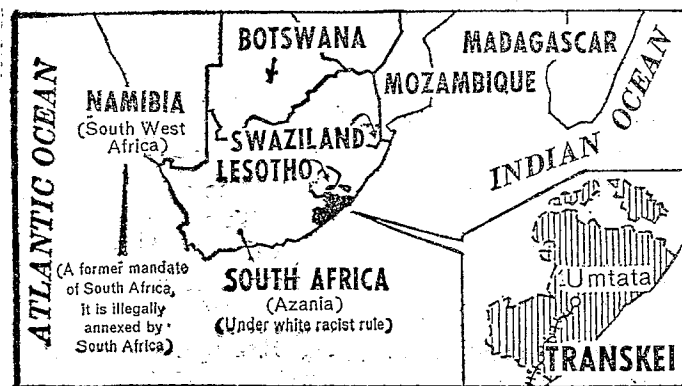 ATLANTIC OCEAN
BOTSWANA
MADAGASCAR
MOZAMBIQUE
NAMIBIA
(South West
Africa)
SWAZILAND
LESOTHO
INDIAN OCEAN
(A former mandate
of South Africa,
it is illegally
annexed by
South Africa)
SOUTH AFRICA
(Azania)
(Under white racist rule)
Umtata
TRANSKEI